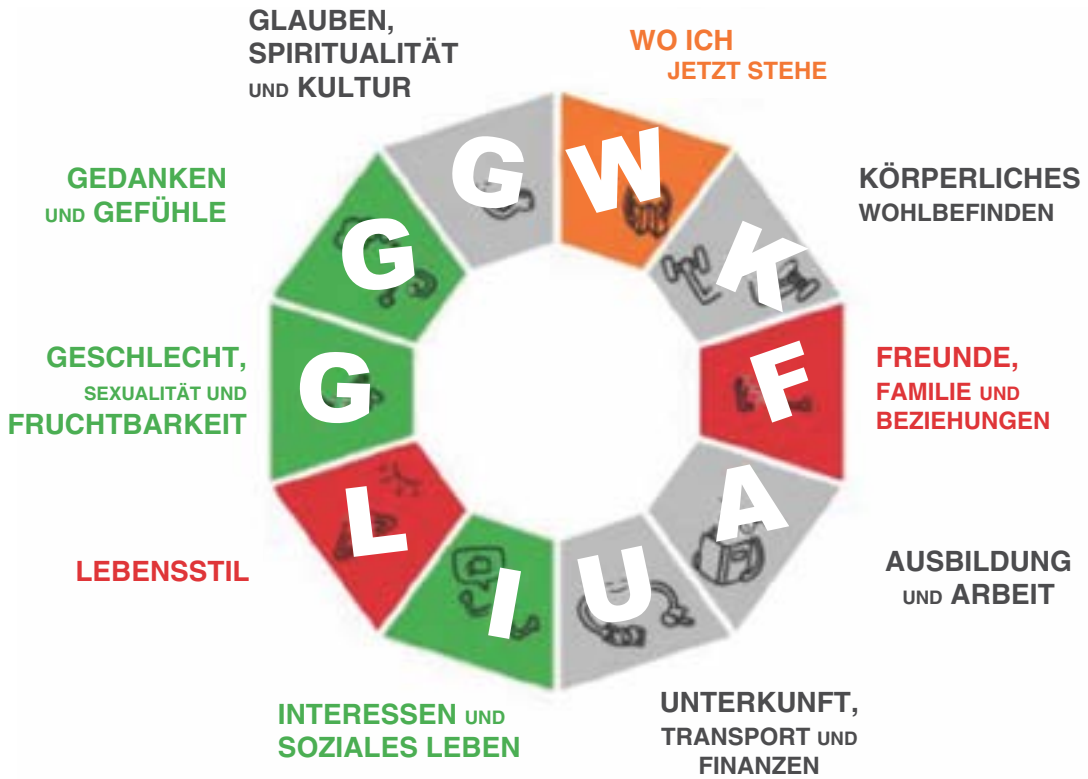 GLAUBEN,
SPIRITUALITÄT
UND KULTUR
WO ICH
JETZT STEHE
KÖRPERLICHES
WOHLBEFINDEN
FREUNDE,
FAMILIE UND
BEZIEHUNGEN
AUSBILDUNG
UND ARBEIT
UNTERKUNFT,
TRANSPORT UND
FINANZEN
INTERESSEN UND
SOZIALES LEBEN
LEBENSSTIL
GESCHLECHT,
SEXUALITÄT UND
FRUCHTBARKEIT
GEDANKEN
UND GEFÜHLE
G
W
K
F
A
U
I
L
G
G